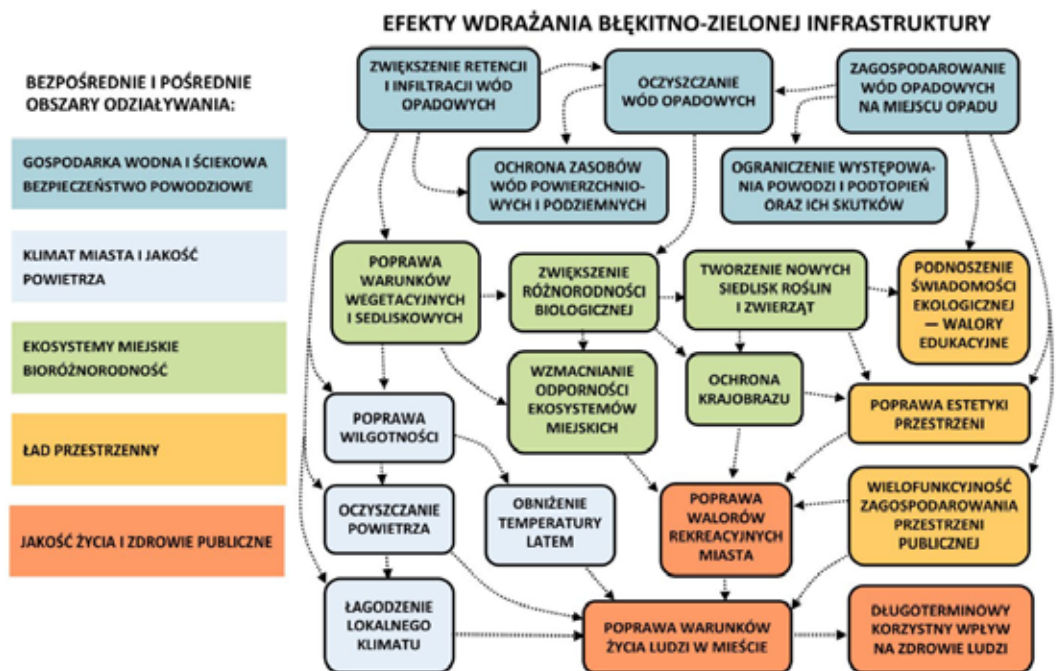 EFEKTY WDRAŻANIA BŁĘKITNO-ZIELONEJ INFRASTRUKTURY
BEZPOŚREDNIE I POŚREDNIE
OBSZARY ODZIAŁYWANIA:
GOSPODARKA WODNA I ŚCIEKOWA
BEZPIECZEŃSTWO POWODZIOWE
KLIMAT MIASTA I JAKOŚĆ
POWIETRZA
EKOSYSTEMY MIEJSKIE
BIORÓŻNORODNOŚĆ
ŁAD PRZESTRZENNY
JAKOŚĆ ŻYCIA I ZDROWIE PUBLICZNE
ZWIĘKSZENIE RETENCJI
I INFILTRACJI WÓD
OPADOWYCH
OCZYSZCZANIE
WÓD OPADOWYCH
ZAGOSPODAROWANIE
WÓD OPADOWYCH
NA MIEJSCU OPADU
OCHRONA ZASOBÓW
WÓD POWIERZCHNIO-
WYCH I PODZIEMNYCH
OGRANICZENIE WYSTĘPOWA-
NIA POWODZI I PODTOPIEŃ
ORAZ ICH SKUTKÓW
POPRAWA
WARUNKÓW
WEGETACYJNYCH
I SEDLISKOWYCH
ZWIĘKSZENIE
RÓŻNORODNOŚCI
BIOLOGICZNEJ
TWORZENIE NOWYCH
SIEDLISK ROŚLIN
I ZWIERZĄT
PODNOSZENIE
ŚWIADOMOŚCI
EKOLOGICZNEJ
— WALORY
EDUKACYJNE
WZMACNIANIE
ODPORNOŚCI
EKOSYSTEMÓW
MIEJSKICH
OCHRONA
KRAJOBRAZU
POPRAWA ESTETYKI
PRZESTRZENI
POPRAWA
WILGOTNOŚCI
OCZYSZCZANIE
POWIETRZA
OBNIŻENIE
TEMPERATURY
LATEM
POPRAWA
WALORÓW
REKREACYJNYCH
MIASTA
WIELOFUNKCYJNOŚĆ
ZAGOSPODAROWANIA
PRZESTRZENI
PUBLICZNEJ
ŁAGODZENIE
LOKALNEGO
KLIMATU
POPRAWA WARUNKÓW
ŻYCIA LUDZI W MIEŚCIE
DŁUGOTERMINOWY
KORZYSTNY WPŁYW
NA ZDROWIE LUDZI